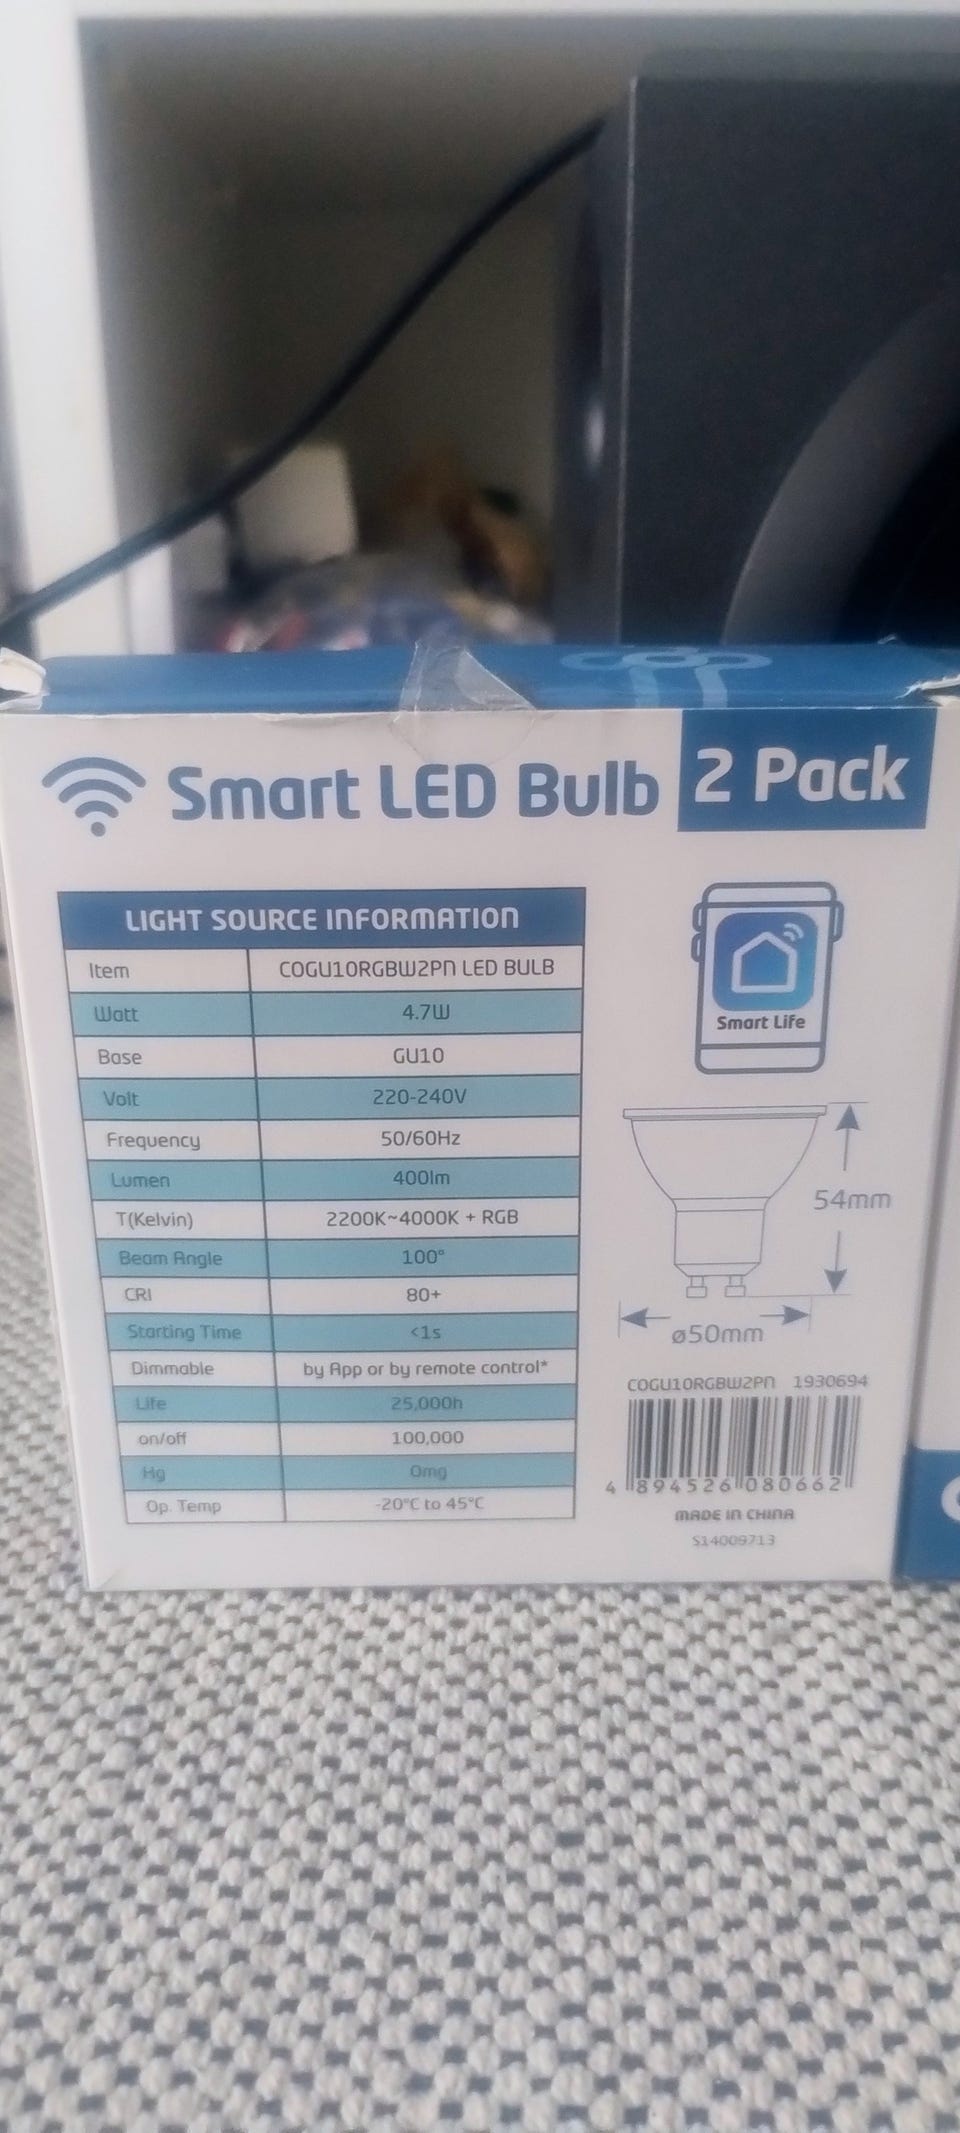 Smart LED Bulb
2 Pack
LIGHT SOURCE INFORMATION
Item COGU10RGBW2PN LED BULB
Watt 4.7W
Base GU10
Volt 220-240V
Frequency 50/60Hz
Lumen 400lm
T(Kelvin) 2200K~4000K + RGB
Beam Angle 100°
CRI 80+
Starting Time <1s
Dimmable by App or by remote control*
Life 25,000h
on/off 100,000
Hg 0mg
Op. Temp -20°C to 45°C
Smart Life
54mm
ø50mm
COGU10RGBW2PN 1930694
4 894526 080662
MADE IN CHINA
S14009713